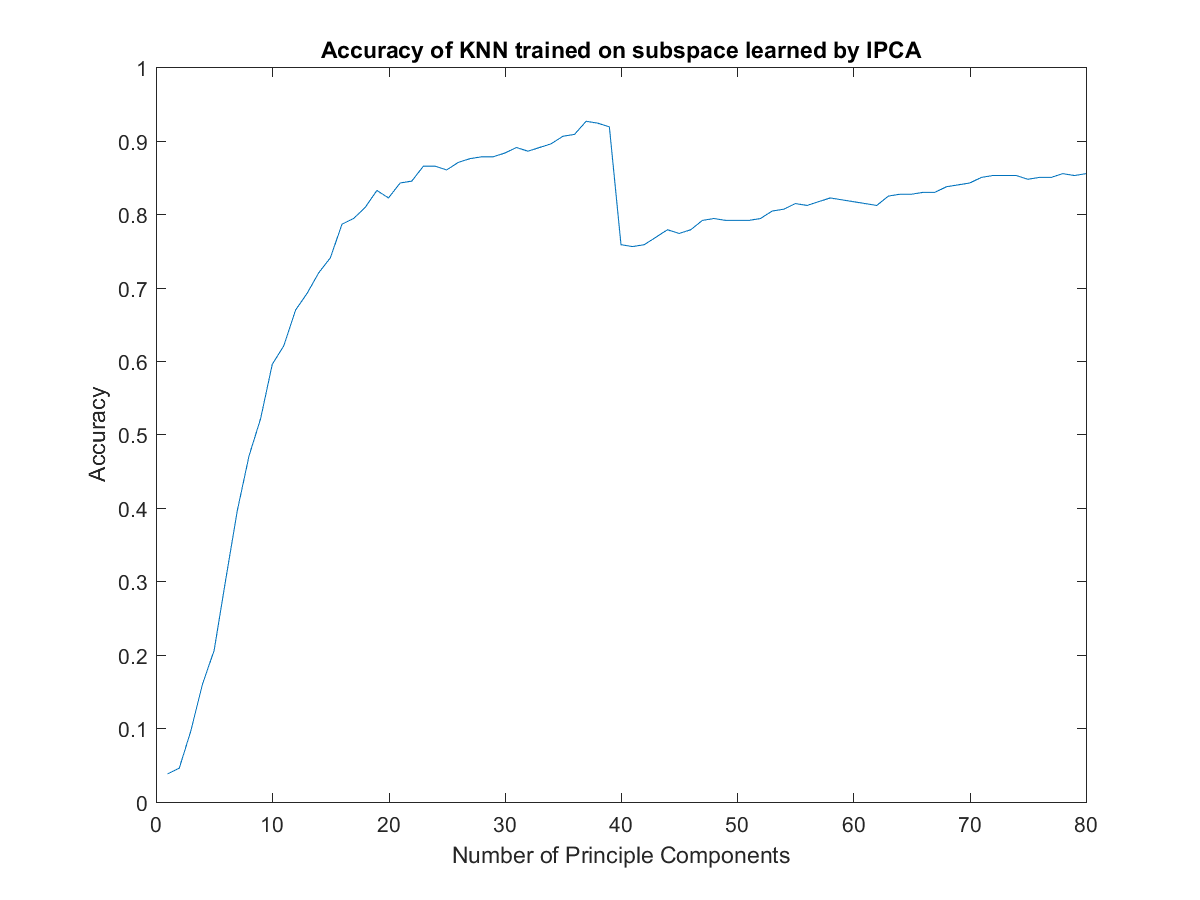 Accuracy of KNN trained on subspace learned by IPCA
1
0.9
0.8
0.7
0.6
0.5
0.4
0.3
0.2
0.1
0
Accuracy
0 10 20 30 40 50 60 70 80
Number of Principle Components